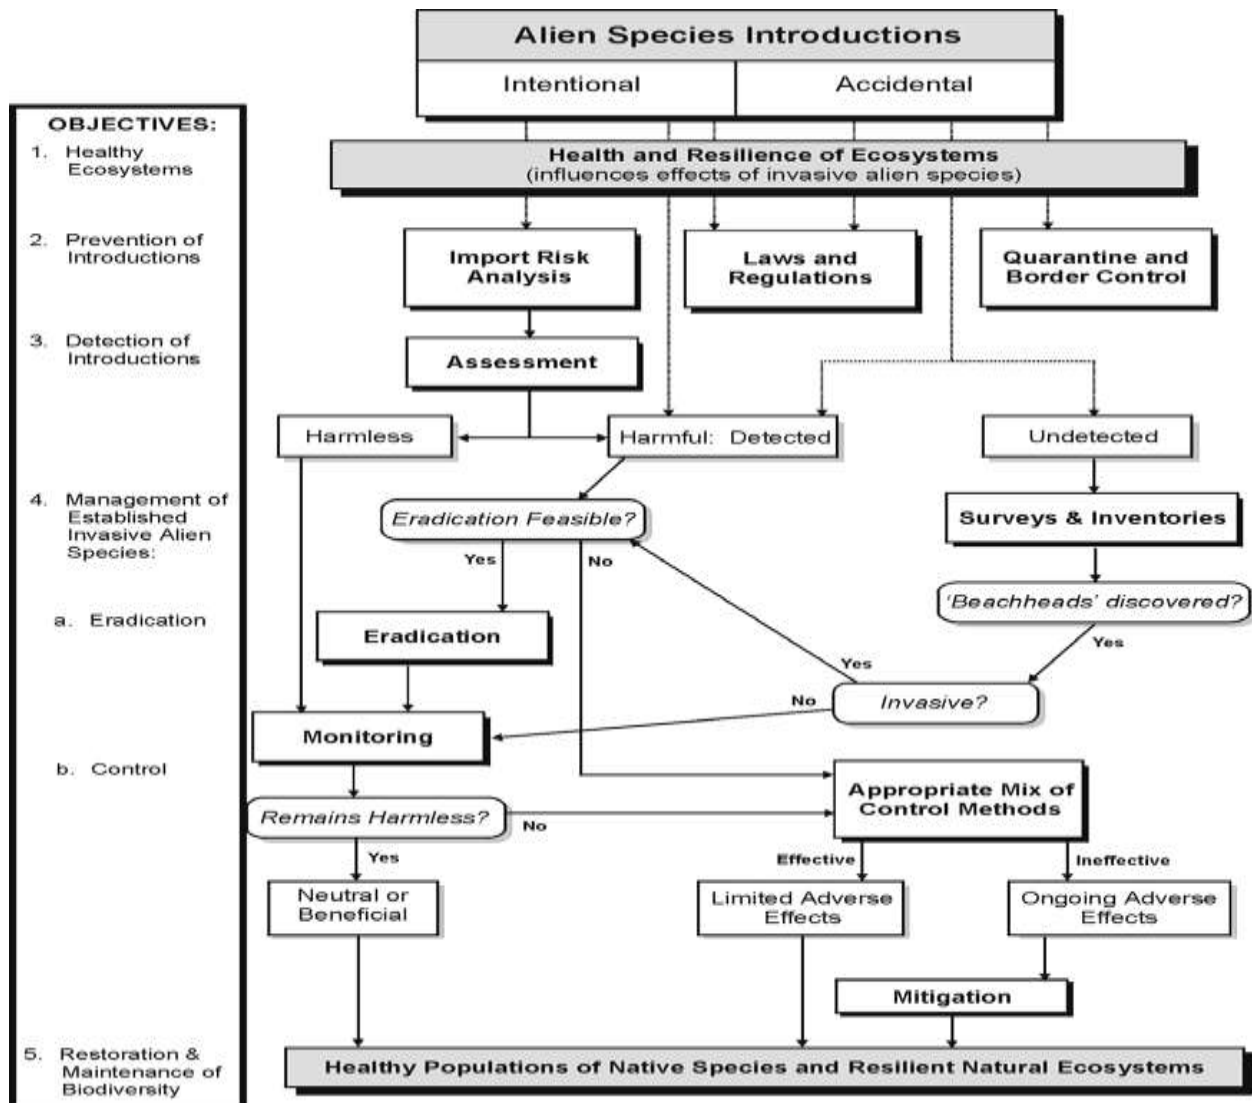 Alien Species Introductions
Intentional
Accidental
OBJECTIVES:
1. Healthy
Ecosystems
Health and Resilience of Ecosystems
(influences effects of invasive alien species)
2. Prevention of
Introductions
Import Risk
Analysis
Laws and
Regulations
Quarantine and
Border Control
3. Detection of
Introductions
Assessment
Harmless
Harmful: Detected
Undetected
4. Management of
Established
Invasive Alien
Species:
Eradication Feasible?
Surveys & Inventories
Yes
No
'Beachheads' discovered?
a. Eradication
Eradication
Yes
Yes
No
Invasive?
Monitoring
b. Control
Appropriate Mix of
Control Methods
Remains Harmless?
No
Yes
Effective
Ineffective
Neutral or
Beneficial
Limited Adverse
Effects
Ongoing Adverse
Effects
Mitigation
5. Restoration &
Maintenance of
Biodiversity
Healthy Populations of Native Species and Resilient Natural Ecosystems